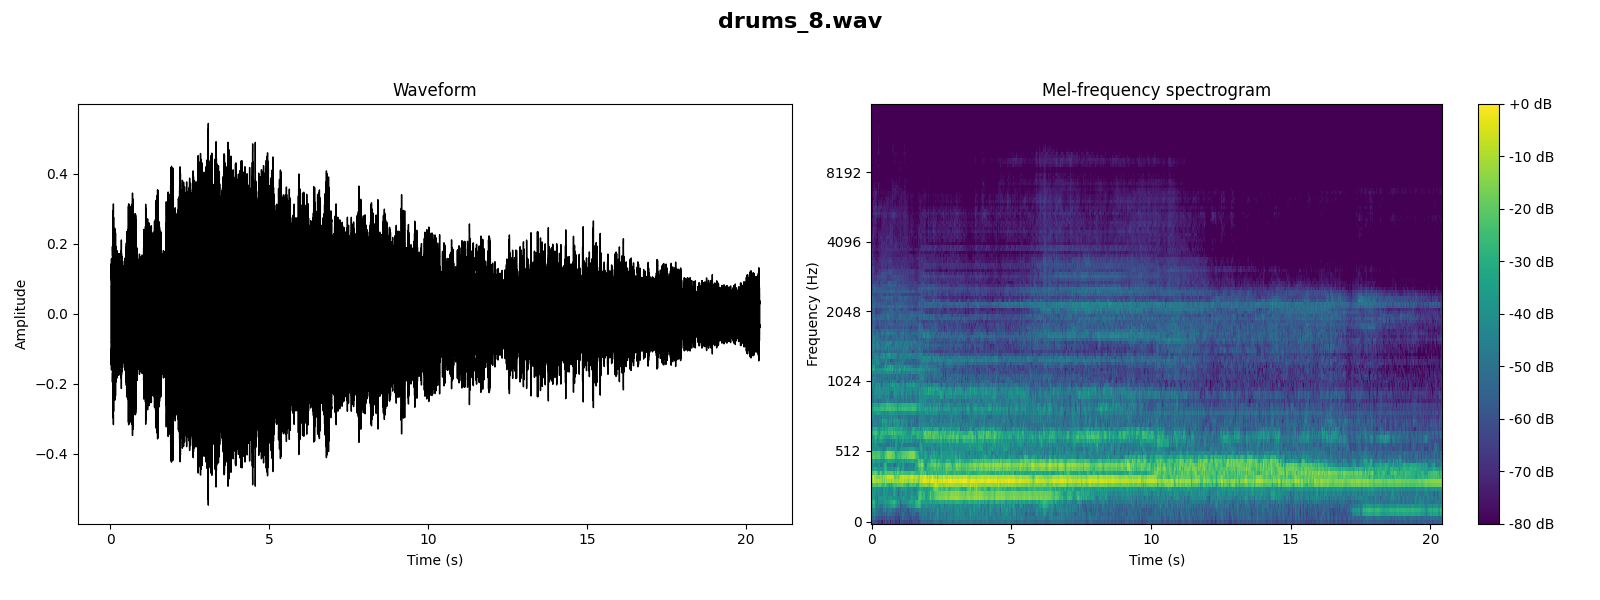 drums_8.wav
Waveform
Amplitude
0.4
0.2
0.0
−0.2
−0.4
0
5
10
15
20
Time (s)
Mel-frequency spectrogram
Frequency (Hz)
8192
4096
2048
1024
512
0
0
5
10
15
20
Time (s)
+0 dB
-10 dB
-20 dB
-30 dB
-40 dB
-50 dB
-60 dB
-70 dB
-80 dB